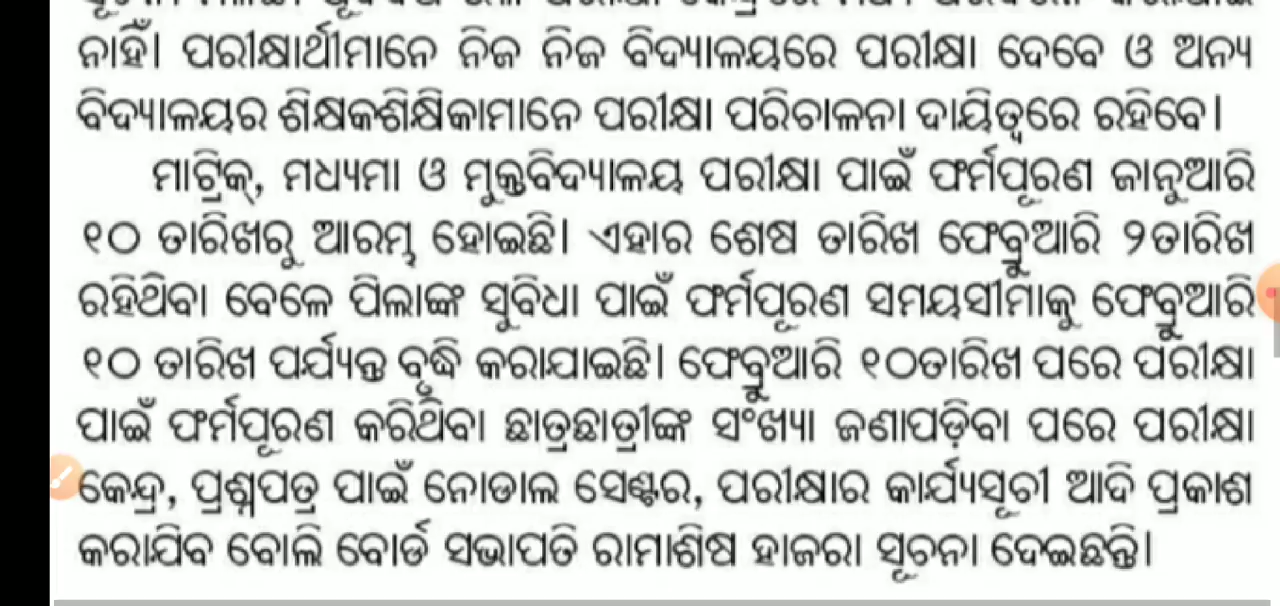 ନାହିଁ। ପରୀକ୍ଷାର୍ଥୀମାନେ ନିଜ ନିଜ ବିଦ୍ୟାଳୟରେ ପରୀକ୍ଷା ଦେବେ ଓ ଅନ୍ୟ
ବିଦ୍ୟାଳୟର ଶିକ୍ଷକଶିକ୍ଷିକାମାନେ ପରୀକ୍ଷା ପରିଚାଳନା ଦାୟିତ୍ୱରେ ରହିବେ।
ମାଟ୍ରିକ୍, ମଧ୍ୟମା ଓ ମୁକ୍ତବିଦ୍ୟାଳୟ ପରୀକ୍ଷା ପାଇଁ ଫର୍ମପୂରଣ ଜାନୁଆରି
୧୦ ତାରିଖରୁ ଆରମ୍ଭ ହୋଇଛି। ଏହାର ଶେଷ ତାରିଖ ଫେବ୍ରୁଆରି ୨ତାରିଖ
ରହିଥିବା ବେଳେ ପିଲାଙ୍କ ସୁବିଧା ପାଇଁ ଫର୍ମପୂରଣ ସମୟସୀମାକୁ ଫେବ୍ରୁଆରି
୧୦ ତାରିଖ ପର୍ଯ୍ୟନ୍ତ ବୃଦ୍ଧି କରାଯାଇଛି। ଫେବ୍ରୁଆରି ୧୦ତାରିଖ ପରେ ପରୀକ୍ଷା
ପାଇଁ ଫର୍ମପୂରଣ କରିଥିବା ଛାତ୍ରଛାତ୍ରୀଙ୍କ ସଂଖ୍ୟା ଜଣାପଡ଼ିବା ପରେ ପରୀକ୍ଷା
କେନ୍ଦ୍ର, ପ୍ରଶ୍ନପତ୍ର ପାଇଁ ନୋଡାଲ ସେଣ୍ଟର, ପରୀକ୍ଷାର କାର୍ଯ୍ୟସୂଚୀ ଆଦି ପ୍ରକାଶ
କରାଯିବ ବୋଲି ବୋର୍ଡ ସଭାପତି ରାମାଶିଷ ହାଜରା ସୂଚନା ଦେଇଛନ୍ତି।